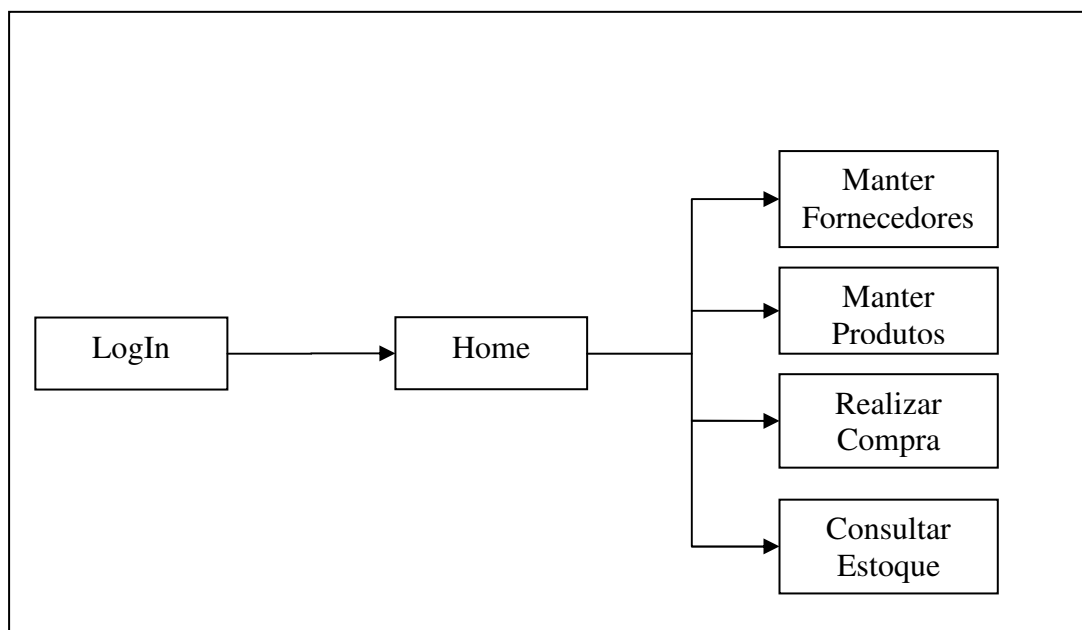 LogIn
Home
Manter
Fornecedores
Manter
Produtos
Realizar
Compra
Consultar
Estoque